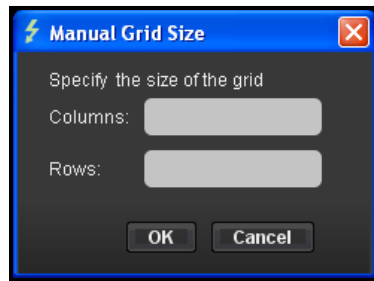 Manual Grid Size
Specify the size of the grid
Columns:
Rows:
OK Cancel